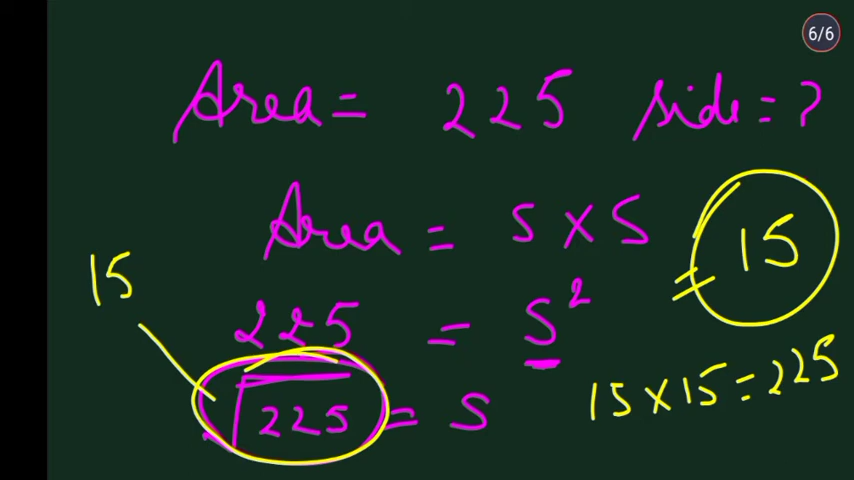 6/6
Area = 225 side = ?
Area = s × s
= 15
15
225 = s²
√225 = s
15 × 15 = 225